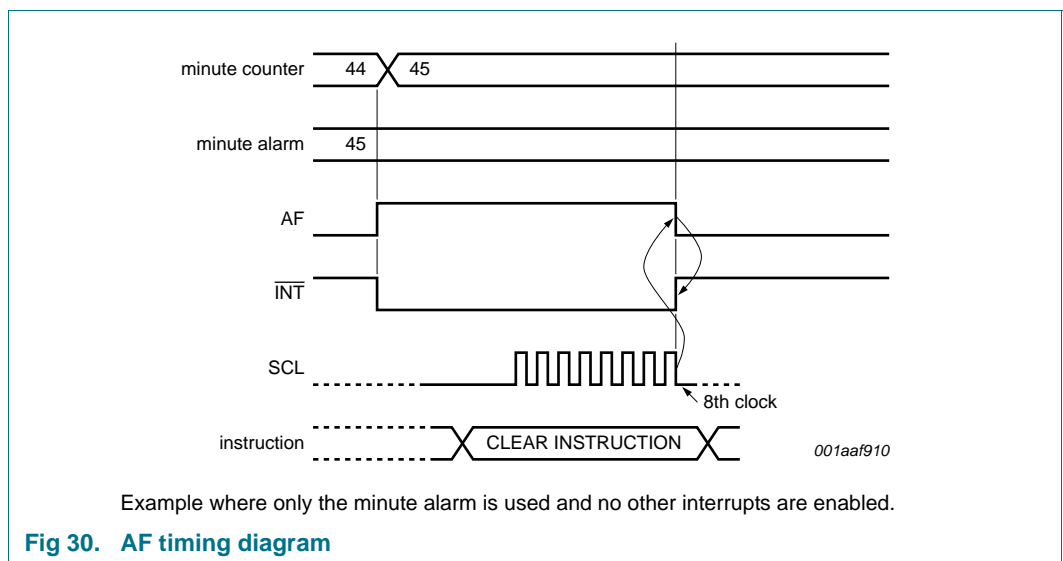 minute counter 44 45
minute alarm 45
AF
INT
SCL
8th clock
instruction CLEAR INSTRUCTION
001aaf910
Example where only the minute alarm is used and no other interrupts are enabled.
Fig 30. AF timing diagram